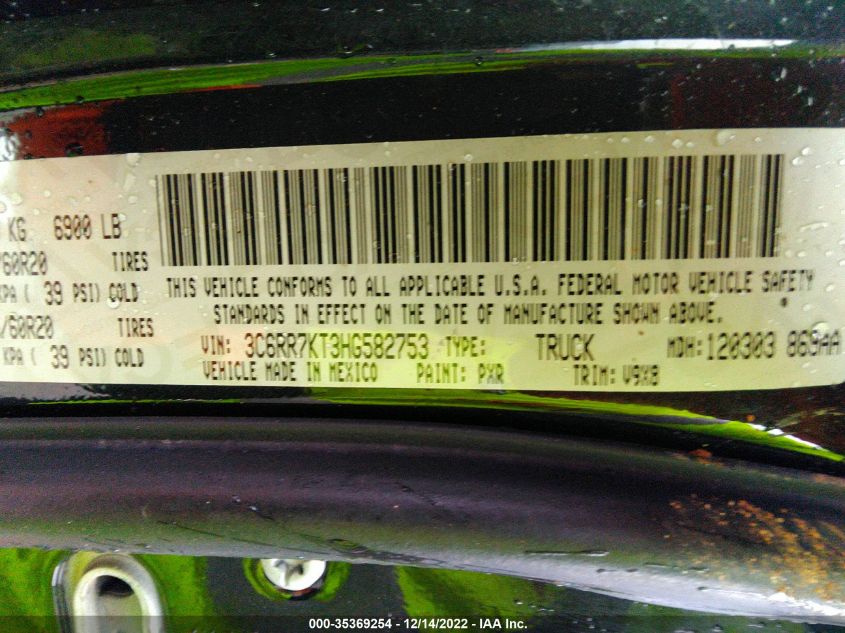 KG 6900 LB
/60R20 TIRES
KPA ( 39 PSI) COLD
/60R20 TIRES
KPA ( 39 PSI) COLD
THIS VEHICLE CONFORMS TO ALL APPLICABLE U.S.A. FEDERAL MOTOR VEHICLE SAFETY
STANDARDS IN EFFECT ON THE DATE OF MANUFACTURE SHOWN ABOVE.
VIN: 3C6RR7KT3HG582753 TYPE: TRUCK MDH: 120303 869AA
VEHICLE MADE IN MEXICO PAINT: PXR TRIM: V9X8
000-35369254 - 12/14/2022 - IAA Inc.